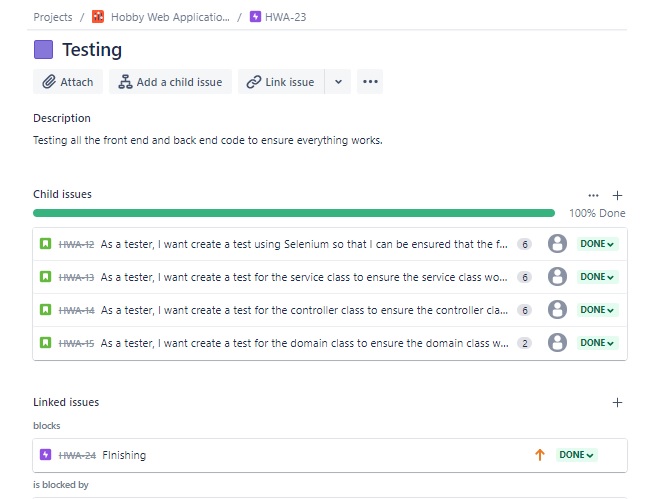 Projects / Hobby Web Applicatio... / HWA-23
Testing
Attach Add a child issue Link issue
Description
Testing all the front end and back end code to ensure everything works.
Child issues
100% Done
HWA-12 As a tester, I want create a test using Selenium so that I can be ensured that the f... 6 DONE
HWA-13 As a tester, I want create a test for the service class to ensure the service class wo... 6 DONE
HWA-14 As a tester, I want create a test for the controller class to ensure the controller cla... 6 DONE
HWA-15 As a tester, I want create a test for the domain class to ensure the domain class w... 2 DONE
Linked issues
blocks
HWA-24 FInishing DONE
is blocked by